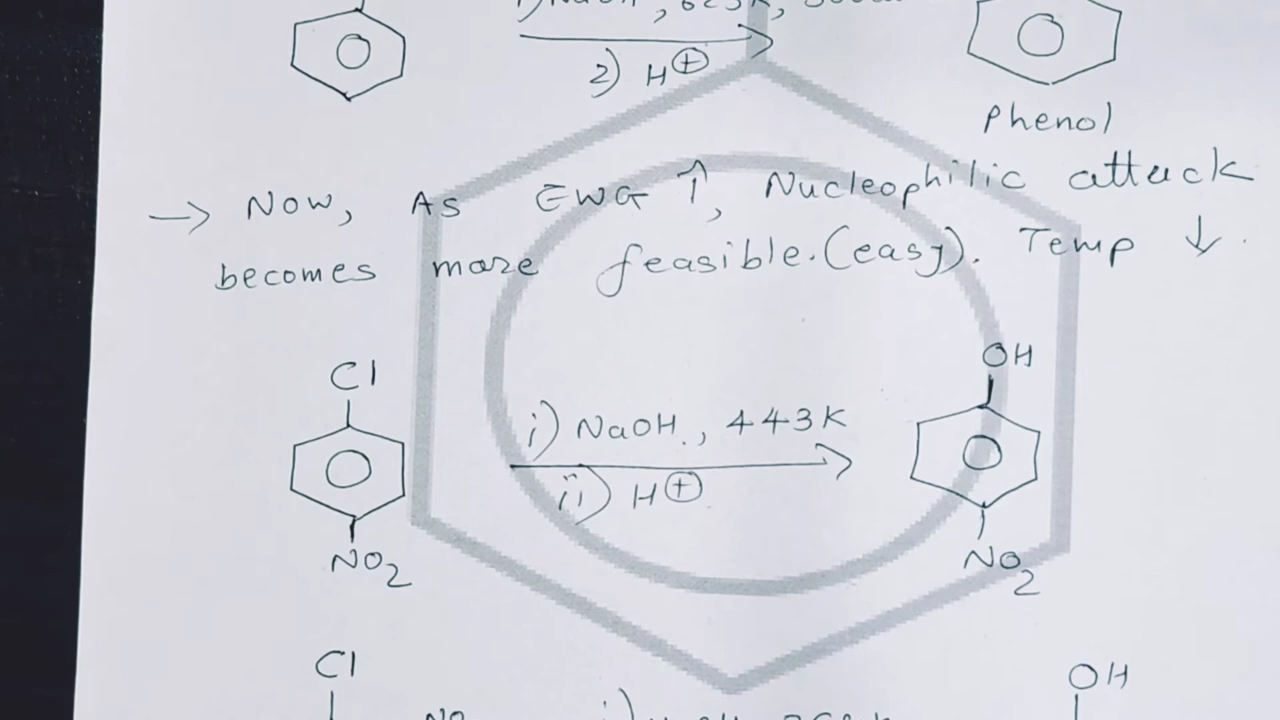 2) H⊕
Phenol
→ Now, As EWG ↑, Nucleophilic attack
becomes more feasible.(easy). Temp ↓.
Cl
OH
i) NaOH, 443K
ii) H⊕
NO2
NO2
Cl
OH